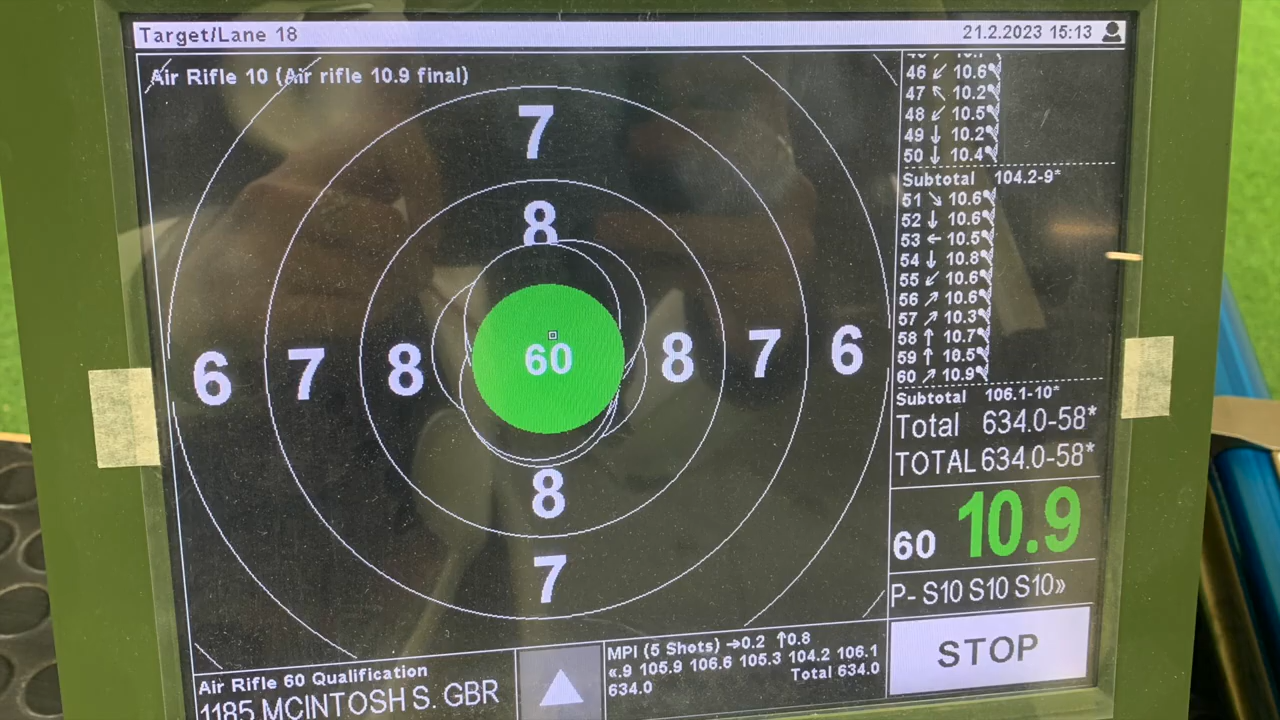 Target/Lane 18
21.2.2023 15:13
Air Rifle 10 (Air rifle 10.9 final)
7
8
6 7 8 60 8 7 6
8
7
46 ↙ 10.6
47 ↖ 10.2
48 ↙ 10.5
49 ↓ 10.2
50 ↓ 10.4
Subtotal 104.2-9*
51 ↘ 10.6
52 ↓ 10.6
53 ← 10.5
54 ↓ 10.8
55 ↙ 10.6
56 ↗ 10.6
57 ↗ 10.3
58 ↑ 10.7
59 ↑ 10.5
60 ↗ 10.9
Subtotal 106.1-10*
Total 634.0-58*
TOTAL 634.0-58*
60 10.9
P- S10 S10 S10»
STOP
Air Rifle 60 Qualification
1185 MCINTOSH S. GBR
MPI (5 Shots) →0.2 ↑0.8
«.9 105.9 106.6 105.3 104.2 106.1
634.0 Total 634.0